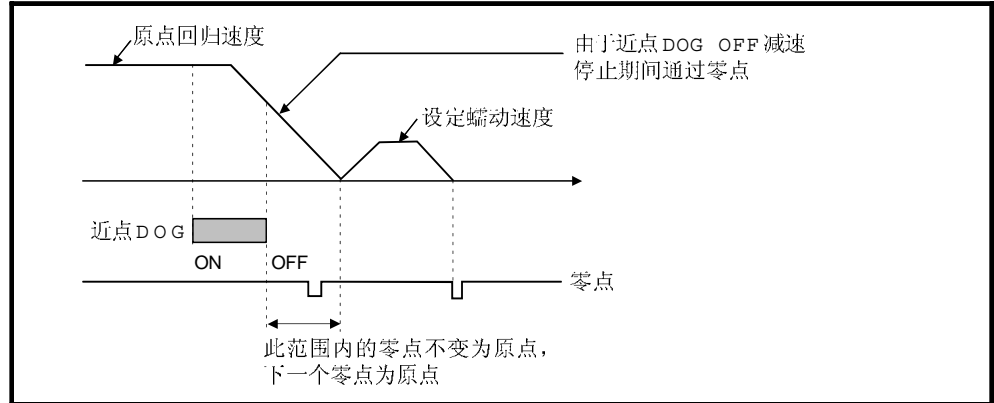 原点回归速度
由于近点DOG OFF减速
停止期间通过零点
设定蠕动速度
近点DOG
ON
OFF
零点
此范围内的零点不变为原点，
下一个零点为原点